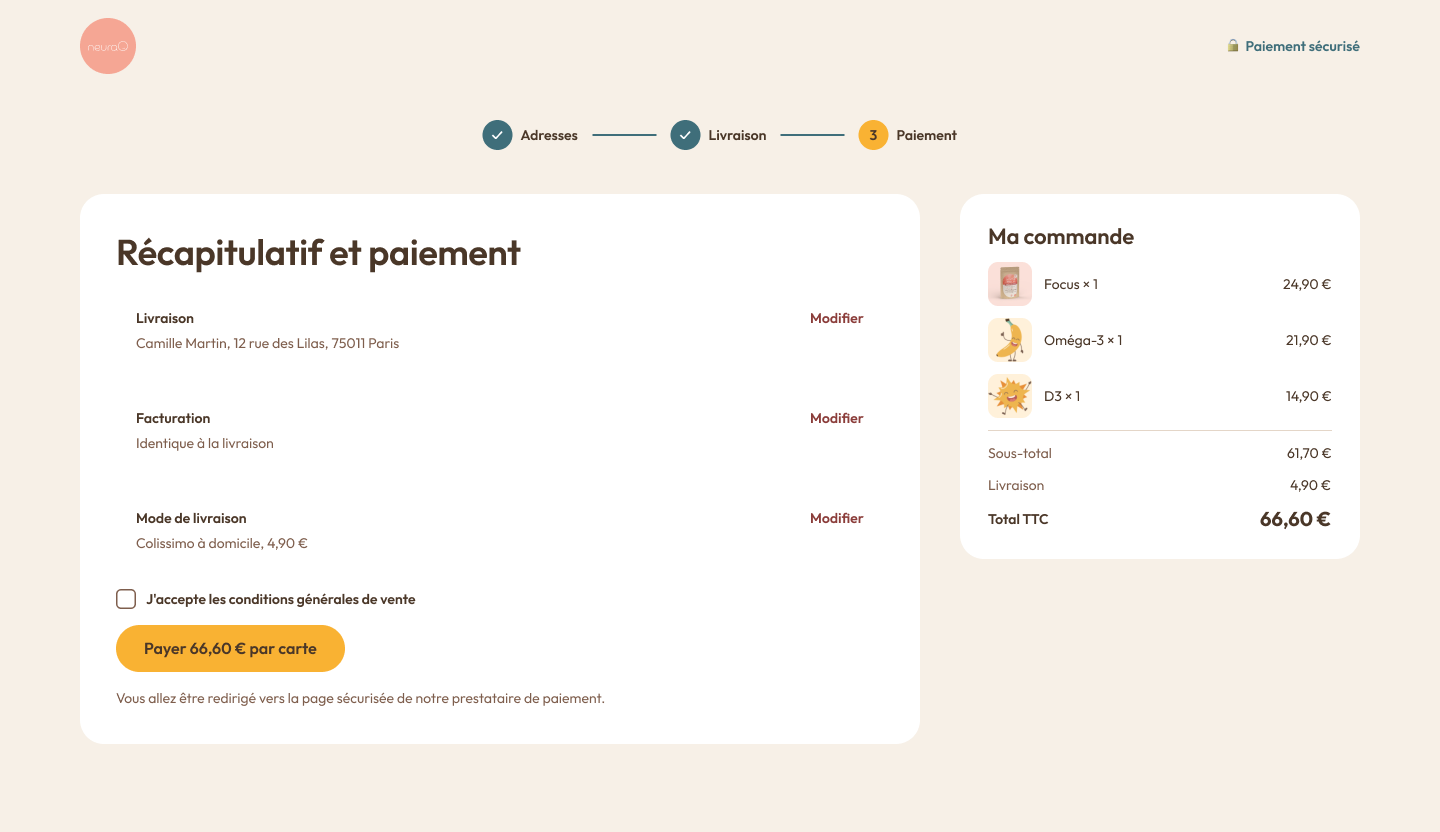 neuraQ
Paiement sécurisé
Adresses
Livraison
3 Paiement
Récapitulatif et paiement
Livraison
Modifier
Camille Martin, 12 rue des Lilas, 75011 Paris
Facturation
Modifier
Identique à la livraison
Mode de livraison
Modifier
Colissimo à domicile, 4,90 €
J'accepte les conditions générales de vente
Payer 66,60 € par carte
Vous allez être redirigé vers la page sécurisée de notre prestataire de paiement.
Ma commande
Focus × 1 24,90 €
Oméga-3 × 1 21,90 €
D3 × 1 14,90 €
Sous-total 61,70 €
Livraison 4,90 €
Total TTC 66,60 €